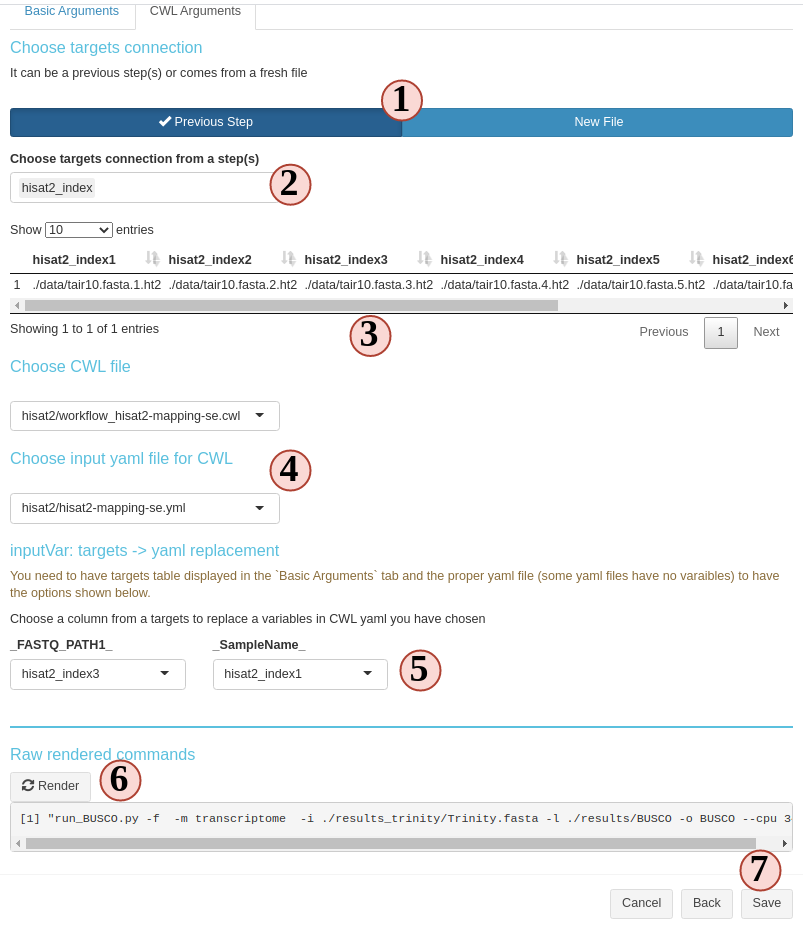 Basic Arguments CWL Arguments
Choose targets connection
It can be a previous step(s) or comes from a fresh file
1
Previous Step New File
Choose targets connection from a step(s)
hisat2_index 2
Show 10 entries
hisat2_index1 hisat2_index2 hisat2_index3 hisat2_index4 hisat2_index5 hisat2_index6
1 ./data/tair10.fasta.1.ht2 ./data/tair10.fasta.2.ht2 ./data/tair10.fasta.3.ht2 ./data/tair10.fasta.4.ht2 ./data/tair10.fasta.5.ht2 ./data/tair10.fa
Showing 1 to 1 of 1 entries 3 Previous 1 Next
Choose CWL file
hisat2/workflow_hisat2-mapping-se.cwl
Choose input yaml file for CWL 4
hisat2/hisat2-mapping-se.yml
inputVar: targets -> yaml replacement
You need to have targets table displayed in the `Basic Arguments` tab and the proper yaml file (some yaml files have no varaibles) to have
the options shown below.
Choose a column from a targets to replace a variables in CWL yaml you have chosen
_FASTQ_PATH1_ _SampleName_
hisat2_index3 hisat2_index1 5
Raw rendered commands
Render 6
[1] "run_BUSCO.py -f  -m transcriptome  -i ./results_trinity/Trinity.fasta -l ./results/BUSCO -o BUSCO --cpu
7
Cancel Back Save